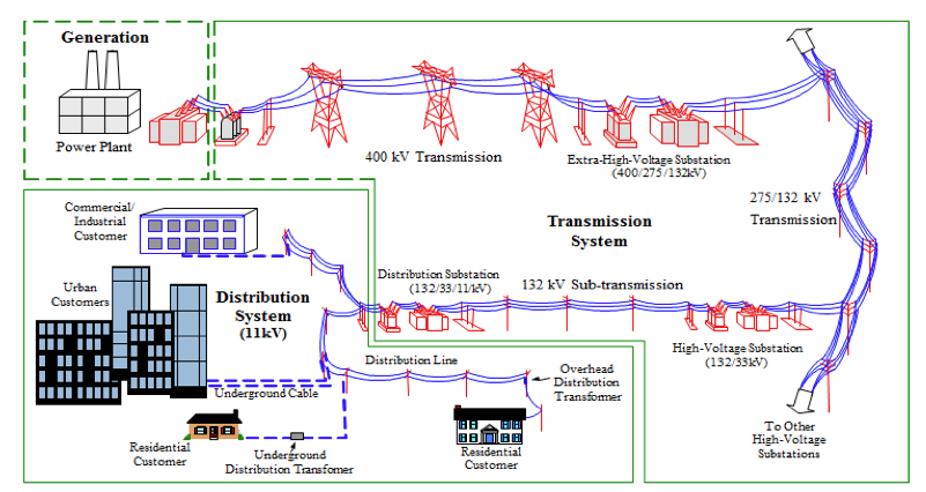 Generation
Power Plant
400 kV Transmission
Extra-High-Voltage Substation
(400/275/132kV)
275/132 kV
Transmission
Transmission
System
Commercial/
Industrial
Customer
Urban
Customers
Distribution
System
(11kV)
Distribution Substation
(132/33/11/kV)
132 kV Sub-transmission
High-Voltage Substation
(132/33kV)
Distribution Line
Overhead
Distribution
Transformer
Underground Cable
Residential
Customer
Underground
Distribution Transfomer
Residential
Customer
To Other
High-Voltage
Substations